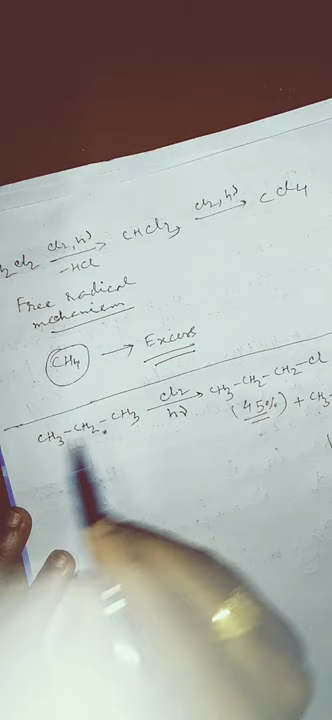 H2Cl2 —Cl2, hν / -HCl→ CHCl3 —Cl2, hν→ CCl4
Free radical
mechanism
CH4 → Excess
CH3-CH2-CH3 —Cl2 / hν→ CH3-CH2-CH2-Cl
(45%) + CH3-